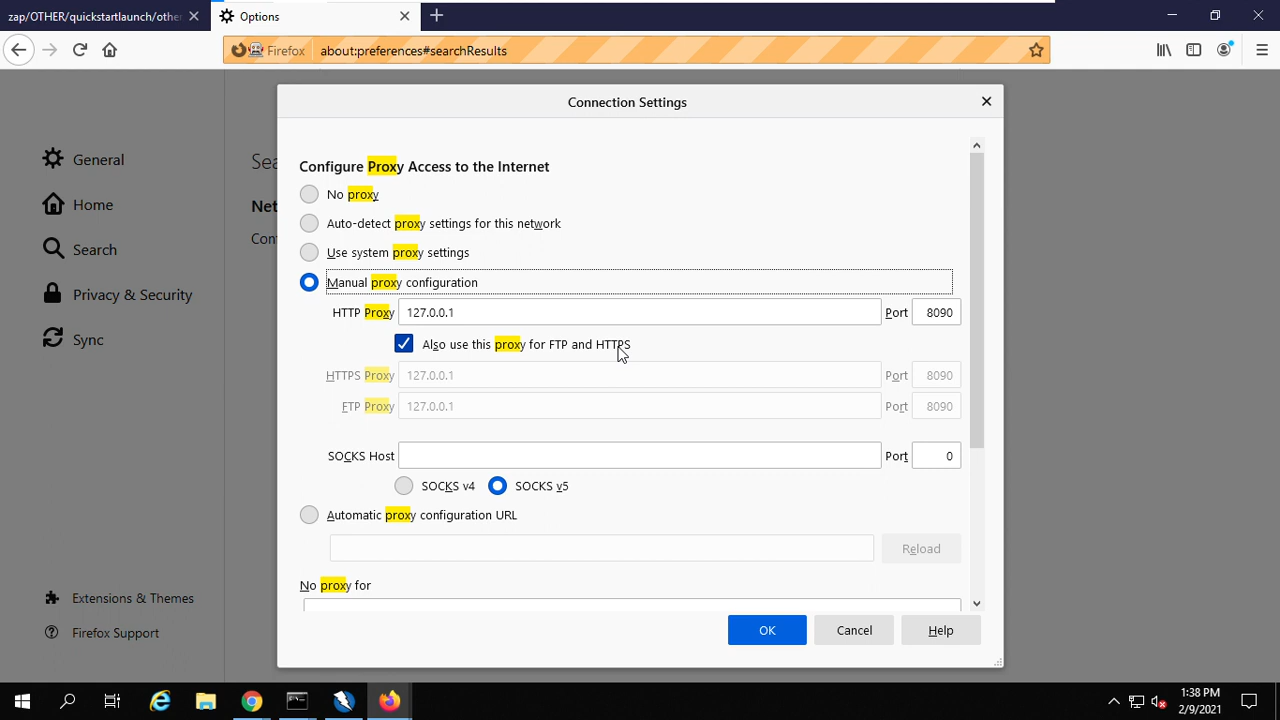 zap/OTHER/quickstartlaunch/othe
Options
Firefox
about:preferences#searchResults
General
Home
Search
Privacy & Security
Sync
Extensions & Themes
Firefox Support
Sea
Net
Con
Connection Settings
Configure Proxy Access to the Internet
No proxy
Auto-detect proxy settings for this network
Use system proxy settings
Manual proxy configuration
HTTP Proxy 127.0.0.1 Port 8090
Also use this proxy for FTP and HTTPS
HTTPS Proxy 127.0.0.1 Port 8090
FTP Proxy 127.0.0.1 Port 8090
SOCKS Host Port 0
SOCKS v4 SOCKS v5
Automatic proxy configuration URL
Reload
No proxy for
OK Cancel Help
1:38 PM
2/9/2021